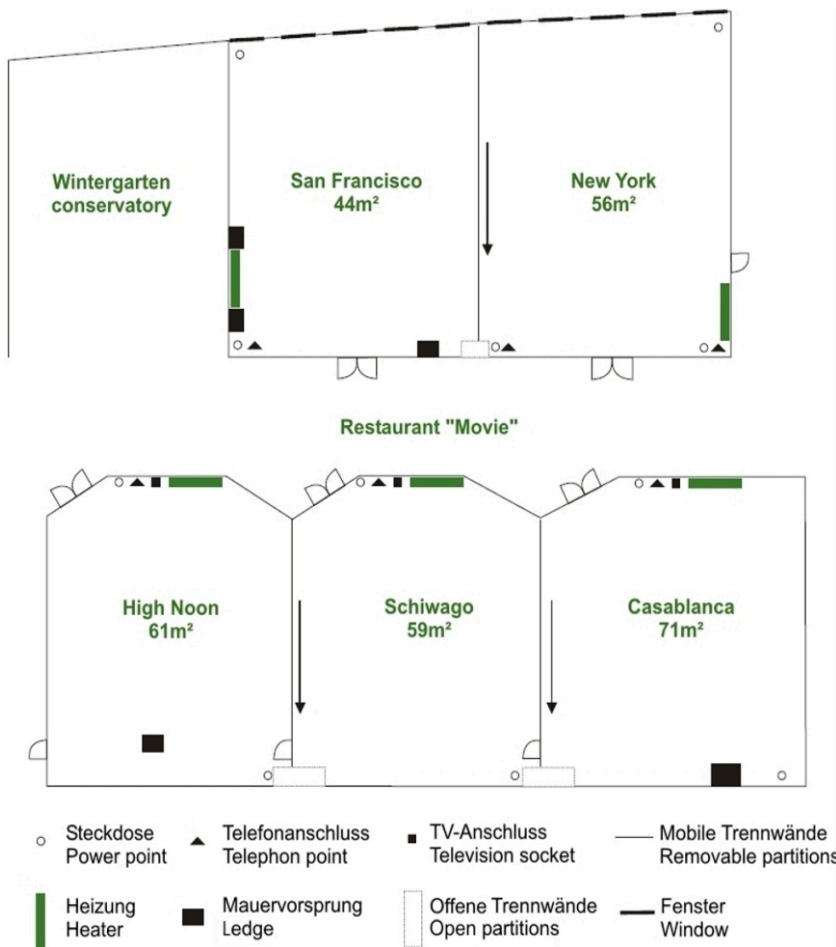 Wintergarten
conservatory
San Francisco
44m²
New York
56m²
Restaurant "Movie"
High Noon
61m²
Schiwago
59m²
Casablanca
71m²
Steckdose
Power point
Telefonanschluss
Telephon point
TV-Anschluss
Television socket
Mobile Trennwände
Removable partitions
Heizung
Heater
Mauervorsprung
Ledge
Offene Trennwände
Open partitions
Fenster
Window